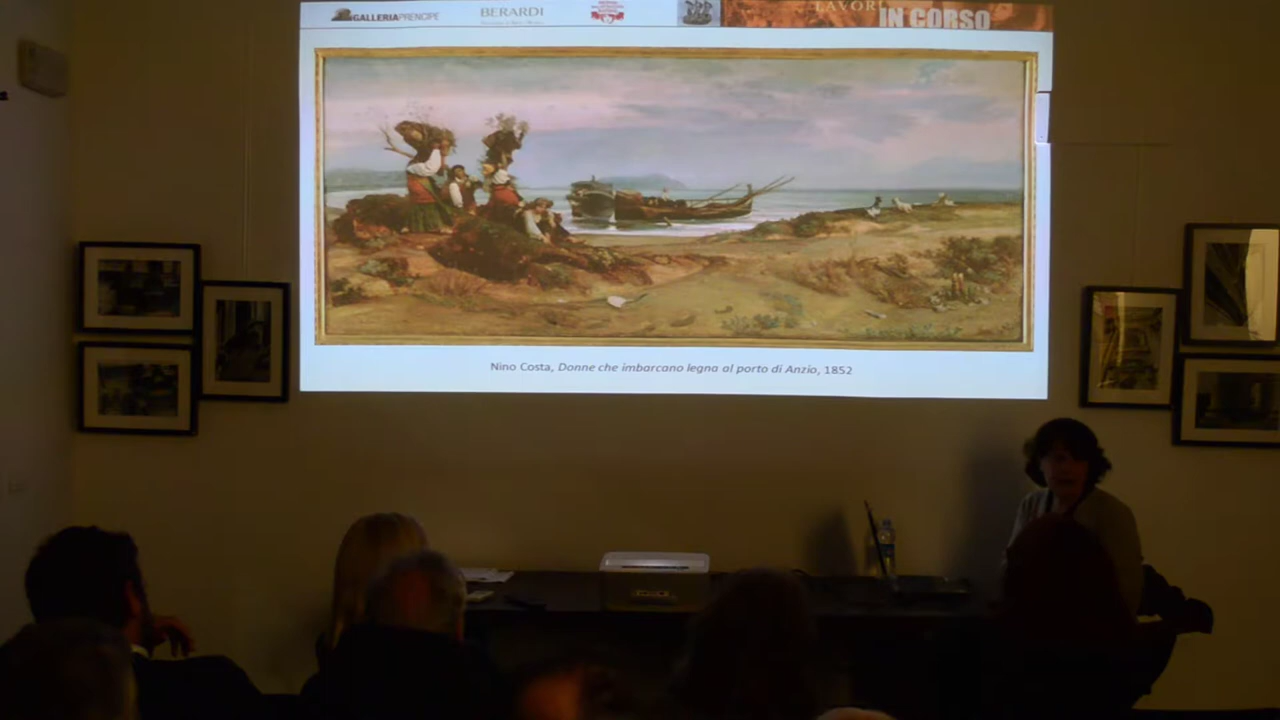 GALLERIAPRENCIPE
BERARDI
LAVORI
IN CORSO
Nino Costa, Donne che imbarcano legna al porto di Anzio, 1852